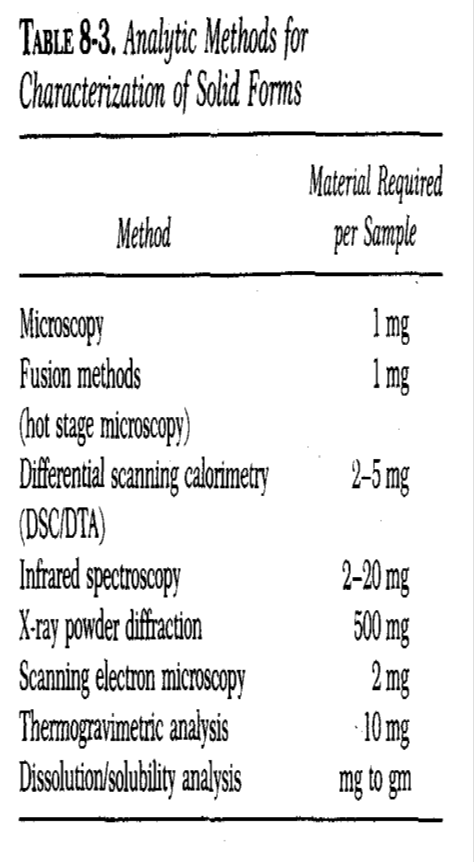 TABLE 8-3. Analytic Methods for
Characterization of Solid Forms
Material Required
Method per Sample
Microscopy 1 mg
Fusion methods 1 mg
(hot stage microscopy)
Differential scanning calorimetry 2–5 mg
(DSC/DTA)
Infrared spectroscopy 2–20 mg
X-ray powder diffraction 500 mg
Scanning electron microscopy 2 mg
Thermogravimetric analysis 10 mg
Dissolution/solubility analysis mg to gm